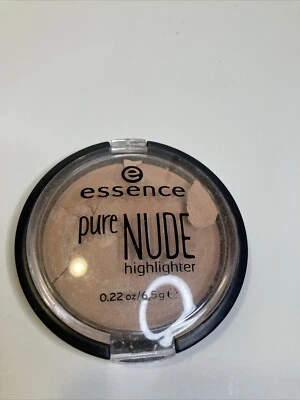 e
essence
pure NUDE
highlighter
0.22 oz/6,5g e